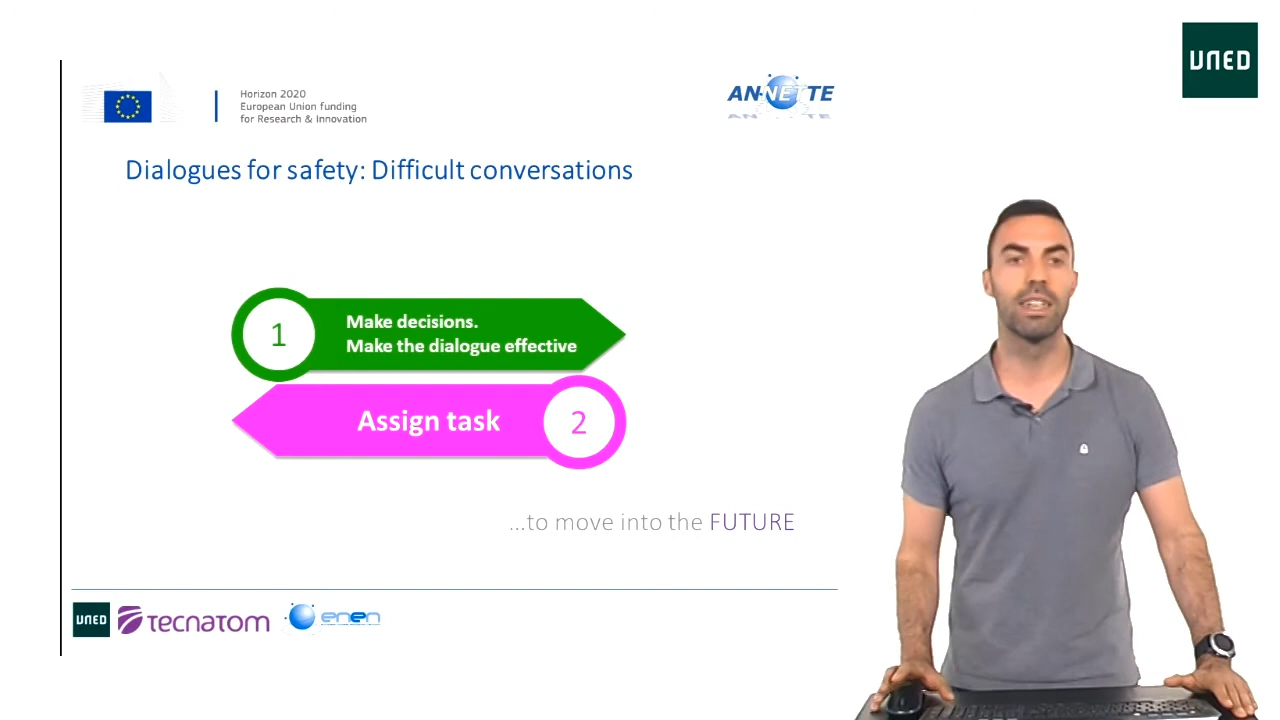 UNED
Horizon 2020
European Union funding
for Research & Innovation
ANNETTE
Dialogues for safety: Difficult conversations
1
Make decisions.
Make the dialogue effective
Assign task
2
...to move into the FUTURE
UNED
tecnatom
enen